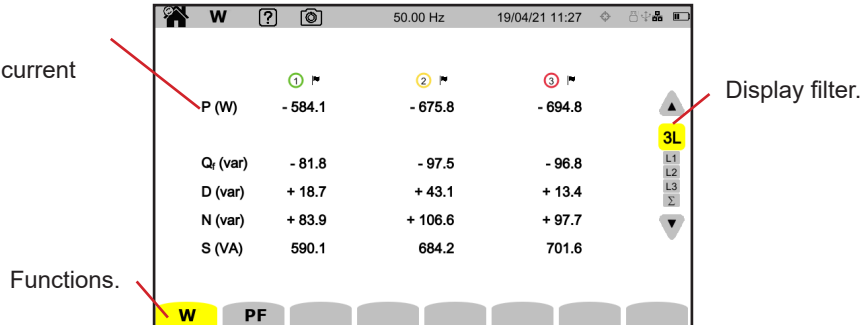 W ? 50.00 Hz 19/04/21 11:27
current
1 2 3
P (W) - 584.1 - 675.8 - 694.8
Display filter.
3L
L1
L2
L3
Σ
Qf (var) - 81.8 - 97.5 - 96.8
D (var) + 18.7 + 43.1 + 13.4
N (var) + 83.9 + 106.6 + 97.7
S (VA) 590.1 684.2 701.6
Functions.
W PF